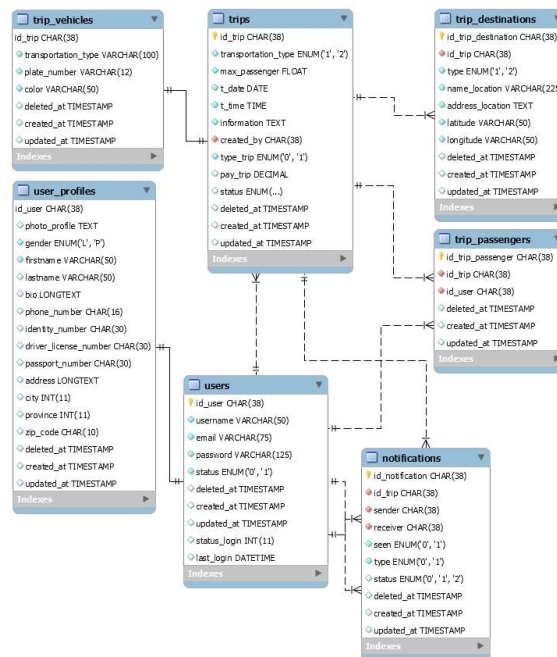 trip_vehicles
id_trip CHAR(38)
transportation_type VARCHAR(100)
plate_number VARCHAR(12)
color VARCHAR(50)
deleted_at TIMESTAMP
created_at TIMESTAMP
updated_at TIMESTAMP
Indexes
trips
id_trip CHAR(38)
transportation_type ENUM('1', '2')
max_passenger FLOAT
t_date DATE
t_time TIME
information TEXT
created_by CHAR(38)
type_trip ENUM('0', '1')
pay_trip DECIMAL
status ENUM(...)
deleted_at TIMESTAMP
created_at TIMESTAMP
updated_at TIMESTAMP
Indexes
trip_destinations
id_trip_destination CHAR(38)
id_trip CHAR(38)
type ENUM('1', '2')
name_location VARCHAR(225
address_location TEXT
latitude VARCHAR(50)
longitude VARCHAR(50)
deleted_at TIMESTAMP
created_at TIMESTAMP
updated_at TIMESTAMP
Indexes
user_profiles
id_user CHAR(38)
photo_profile TEXT
gender ENUM('L', 'P')
firstname VARCHAR(50)
lastname VARCHAR(50)
bio LONGTEXT
phone_number CHAR(16)
identity_number CHAR(30)
driver_license_number CHAR(30)
passport_number CHAR(30)
address LONGTEXT
city INT(11)
province INT(11)
zip_code CHAR(10)
deleted_at TIMESTAMP
created_at TIMESTAMP
updated_at TIMESTAMP
Indexes
trip_passengers
id_trip_passenger CHAR(38)
id_trip CHAR(38)
id_user CHAR(38)
deleted_at TIMESTAMP
created_at TIMESTAMP
updated_at TIMESTAMP
Indexes
users
id_user CHAR(38)
username VARCHAR(50)
email VARCHAR(75)
password VARCHAR(125)
status ENUM('0', '1')
deleted_at TIMESTAMP
created_at TIMESTAMP
updated_at TIMESTAMP
status_login INT(11)
last_login DATETIME
Indexes
notifications
id_notification CHAR(38)
id_trip CHAR(38)
sender CHAR(38)
receiver CHAR(38)
seen ENUM('0', '1')
type ENUM('0', '1')
status ENUM('0', '1', '2')
deleted_at TIMESTAMP
created_at TIMESTAMP
updated_at TIMESTAMP
Indexes